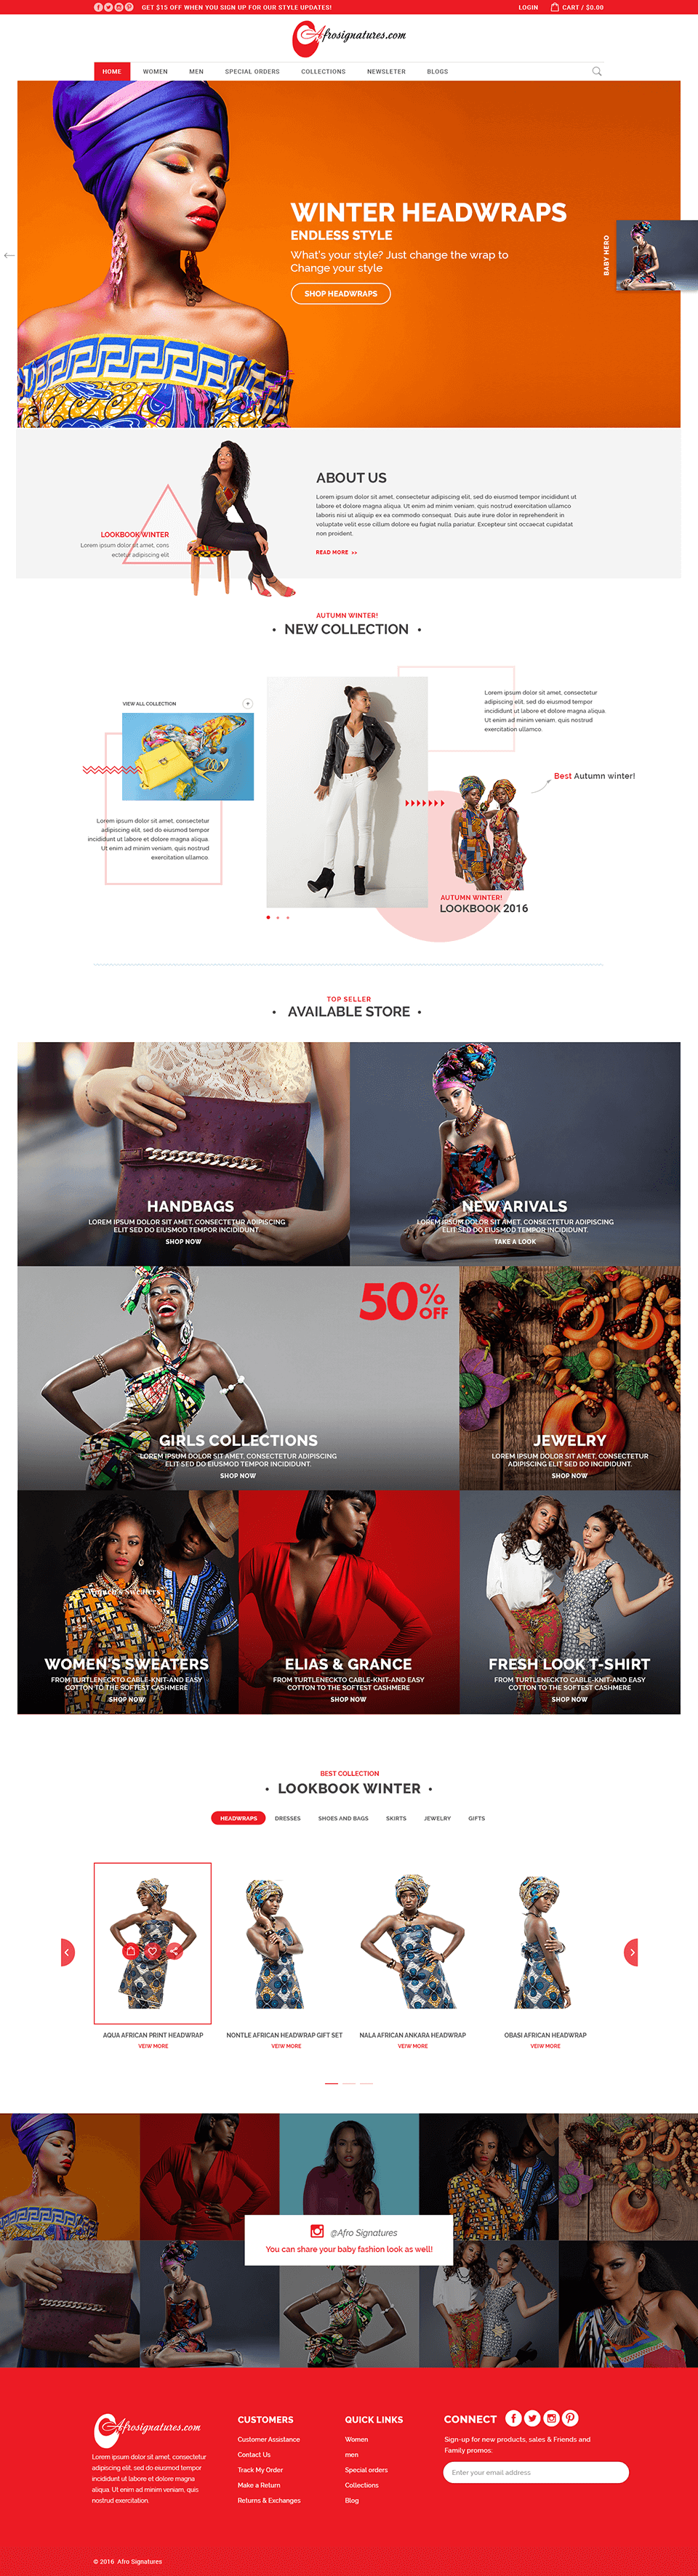 GET $15 OFF WHEN YOU SIGN UP FOR OUR STYLE UPDATES!
LOGIN
CART / $0.00
Afrosignatures.com
HOME
WOMEN
MEN
SPECIAL ORDERS
COLLECTIONS
NEWSLETER
BLOGS
WINTER HEADWRAPS
ENDLESS STYLE
What's your style? Just change the wrap to
Change your style
SHOP HEADWRAPS
BABY HERO
ABOUT US
Lorem ipsum dolor sit amet, consectetur adipiscing elit, sed do eiusmod tempor incididunt ut
labore et dolore magna aliqua. Ut enim ad minim veniam, quis nostrud exercitation ullamco
laboris nisi ut aliquip ex ea commodo consequat. Duis aute irure dolor in reprehenderit in
voluptate velit esse cillum dolore eu fugiat nulla pariatur. Excepteur sint occaecat cupidatat
non proident.
READ MORE >>
LOOKBOOK WINTER
Lorem ipsum dolor sit amet, cons
ectetur adipiscing elit
AUTUMN WINTER!
• NEW COLLECTION •
VIEW ALL COLLECTION
Lorem ipsum dolor sit amet, consectetur
adipiscing elit, sed do eiusmod tempor
incididunt ut labore et dolore magna aliqua.
Ut enim ad minim veniam, quis nostrud
exercitation ullamco.
Lorem ipsum dolor sit amet, consectetur
adipiscing elit, sed do eiusmod tempor
incididunt ut labore et dolore magna aliqua.
Ut enim ad minim veniam, quis nostrud
exercitation ullamco.
Best Autumn winter!
AUTUMN WINTER!
LOOKBOOK 2016
TOP SELLER
• AVAILABLE STORE •
HANDBAGS
LOREM IPSUM DOLOR SIT AMET, CONSECTETUR ADIPISCING
ELIT SED DO EIUSMOD TEMPOR INCIDIDUNT.
SHOP NOW
NEW ARIVALS
LOREM IPSUM DOLOR SIT AMET, CONSECTETUR ADIPISCING
ELIT SED DO EIUSMOD TEMPOR INCIDIDUNT.
TAKE A LOOK
50% OFF
GIRLS COLLECTIONS
LOREM IPSUM DOLOR SIT AMET, CONSECTETUR ADIPISCING
ELIT SED DO EIUSMOD TEMPOR INCIDIDUNT.
SHOP NOW
JEWELRY
LOREM IPSUM DOLOR SIT AMET, CONSECTETUR
ADIPISCING ELIT SED DO INCIDIDUNT.
SHOP NOW
Women's Sweaters
WOMEN'S SWEATERS
FROM TURTLENECKTO CABLE-KNIT-AND EASY
COTTON TO THE SOFTEST CASHMERE
SHOP NOW
ELIAS & GRANCE
FROM TURTLENECKTO CABLE-KNIT-AND EASY
COTTON TO THE SOFTEST CASHMERE
SHOP NOW
FRESH LOOK T-SHIRT
FROM TURTLENECKTO CABLE-KNIT-AND EASY
COTTON TO THE SOFTEST CASHMERE
SHOP NOW
BEST COLLECTION
• LOOKBOOK WINTER •
HEADWRAPS
DRESSES
SHOES AND BAGS
SKIRTS
JEWELRY
GIFTS
AQUA AFRICAN PRINT HEADWRAP
VEIW MORE
NONTLE AFRICAN HEADWRAP GIFT SET
VEIW MORE
NALA AFRICAN ANKARA HEADWRAP
VEIW MORE
OBASI AFRICAN HEADWRAP
VEIW MORE
@Afro Signatures
You can share your baby fashion look as well!
Afrosignatures.com
Lorem ipsum dolor sit amet, consectetur
adipiscing elit, sed do eiusmod tempor
incididunt ut labore et dolore magna
aliqua. Ut enim ad minim veniam, quis
nostrud exercitation.
CUSTOMERS
Customer Assistance
Contact Us
Track My Order
Make a Return
Returns & Exchanges
QUICK LINKS
Women
men
Special orders
Collections
Blog
CONNECT
Sign-up for new products, sales & Friends and
Family promos:
Enter your email address
© 2016 Afro Signatures